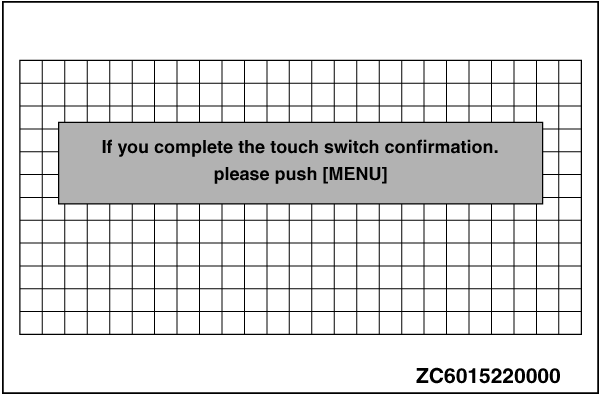 If you complete the touch switch confirmation.
please push [MENU]
ZC6015220000